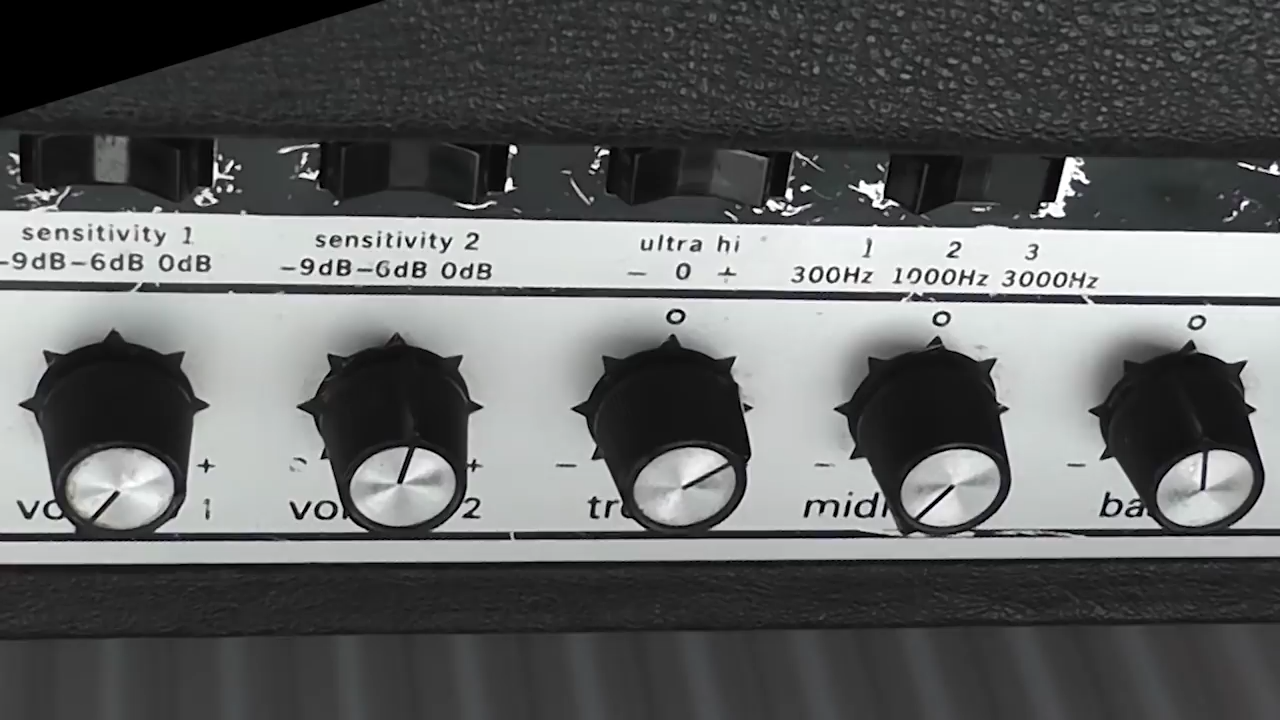 sensitivity 1 sensitivity 2 ultra hi 1 2 3
-9dB-6dB 0dB -9dB-6dB 0dB - 0 + 300Hz 1000Hz 3000Hz
0 0 0
+ + - - -
1 2